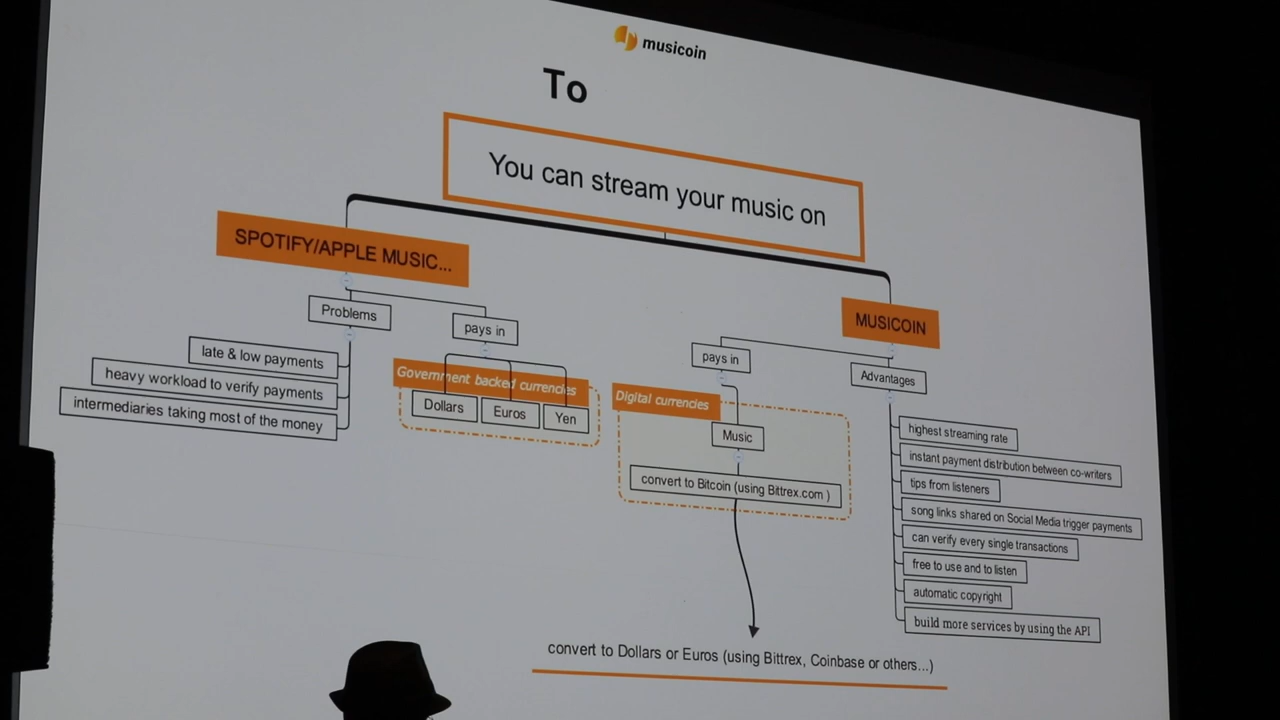 musicoin
To
You can stream your music on
SPOTIFY/APPLE MUSIC...
Problems
late & low payments
heavy workload to verify payments
intermediaries taking most of the money
pays in
Government backed currencies
Dollars
Euros
Yen
MUSICOIN
pays in
Digital currencies
Music
convert to Bitcoin (using Bittrex.com )
convert to Dollars or Euros (using Bittrex, Coinbase or others...)
Advantages
highest streaming rate
instant payment distribution between co-writers
tips from listeners
song links shared on Social Media trigger payments
can verify every single transactions
free to use and to listen
automatic copyright
build more services by using the API